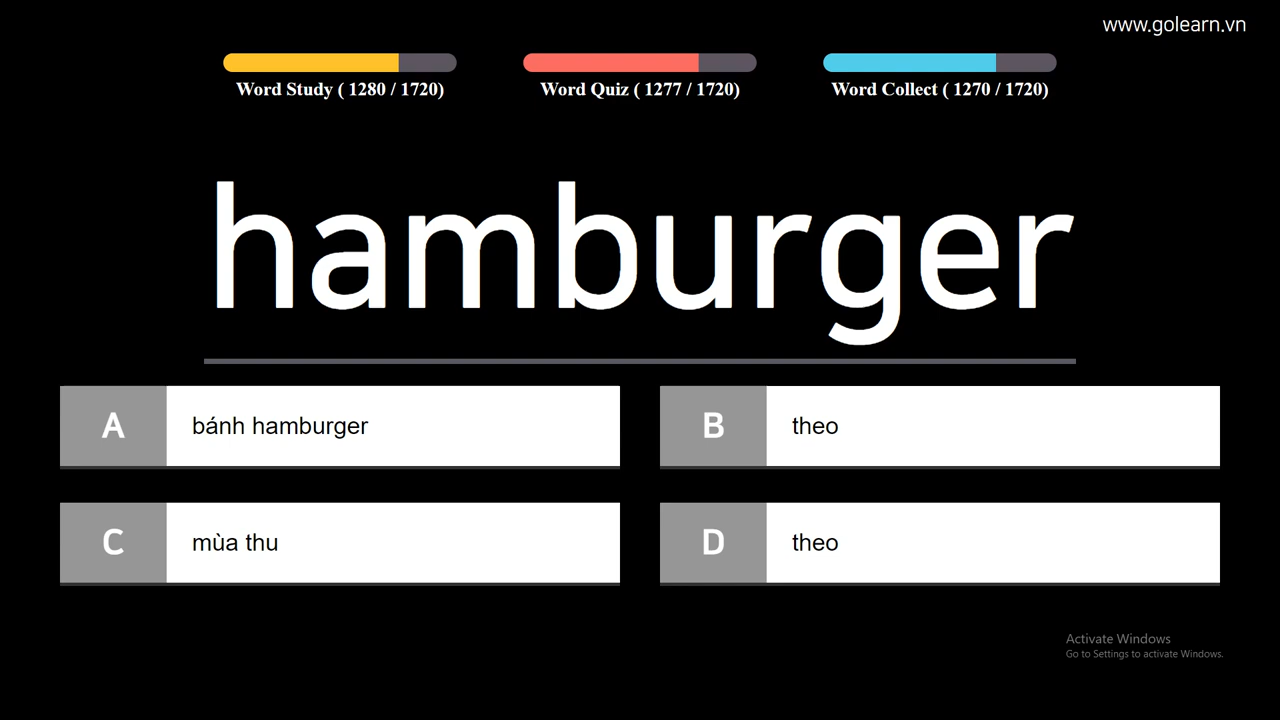 www.golearn.vn
Word Study ( 1280 / 1720)
Word Quiz ( 1277 / 1720)
Word Collect ( 1270 / 1720)
hamburger
A bánh hamburger
B theo
C mùa thu
D theo
Activate Windows
Go to Settings to activate Windows.